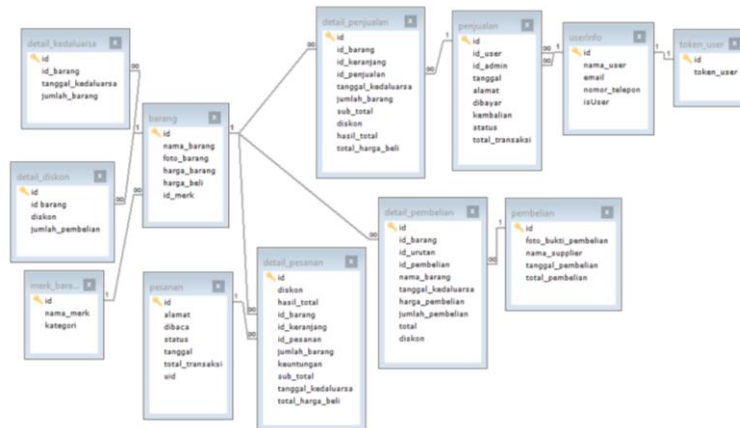 detail_kedaluarsa
id
id_barang
tanggal_kedaluarsa
jumlah_barang
detail_diskon
id
id barang
diskon
jumlah_pembelian
merk_bara...
id
nama_merk
kategori
barang
id
nama_barang
foto_barang
harga_barang
harga_beli
id_merk
pesanan
id
alamat
dibaca
status
tanggal
total_transaksi
uid
detail_pesanan
id
diskon
hasil_total
id_barang
id_keranjang
id_pesanan
jumlah_barang
keuntungan
sub_total
tanggal_kedaluarsa
total_harga_beli
detail_penjualan
id
id_barang
id_keranjang
id_penjualan
tanggal_kedaluarsa
jumlah_barang
sub_total
diskon
hasil_total
total_harga_beli
penjualan
id
id_user
id_admin
tanggal
alamat
dibayar
kembalian
status
total_transaksi
userinfo
id
nama_user
email
nomor_telepon
isUser
token_user
id
token_user
detail_pembelian
id
id_barang
id_urutan
id_pembelian
nama_barang
tanggal_kedaluarsa
harga_pembelian
jumlah_pembelian
total
diskon
pembelian
id
foto_bukti_pembelian
nama_supplier
tanggal_pembelian
total_pembelian